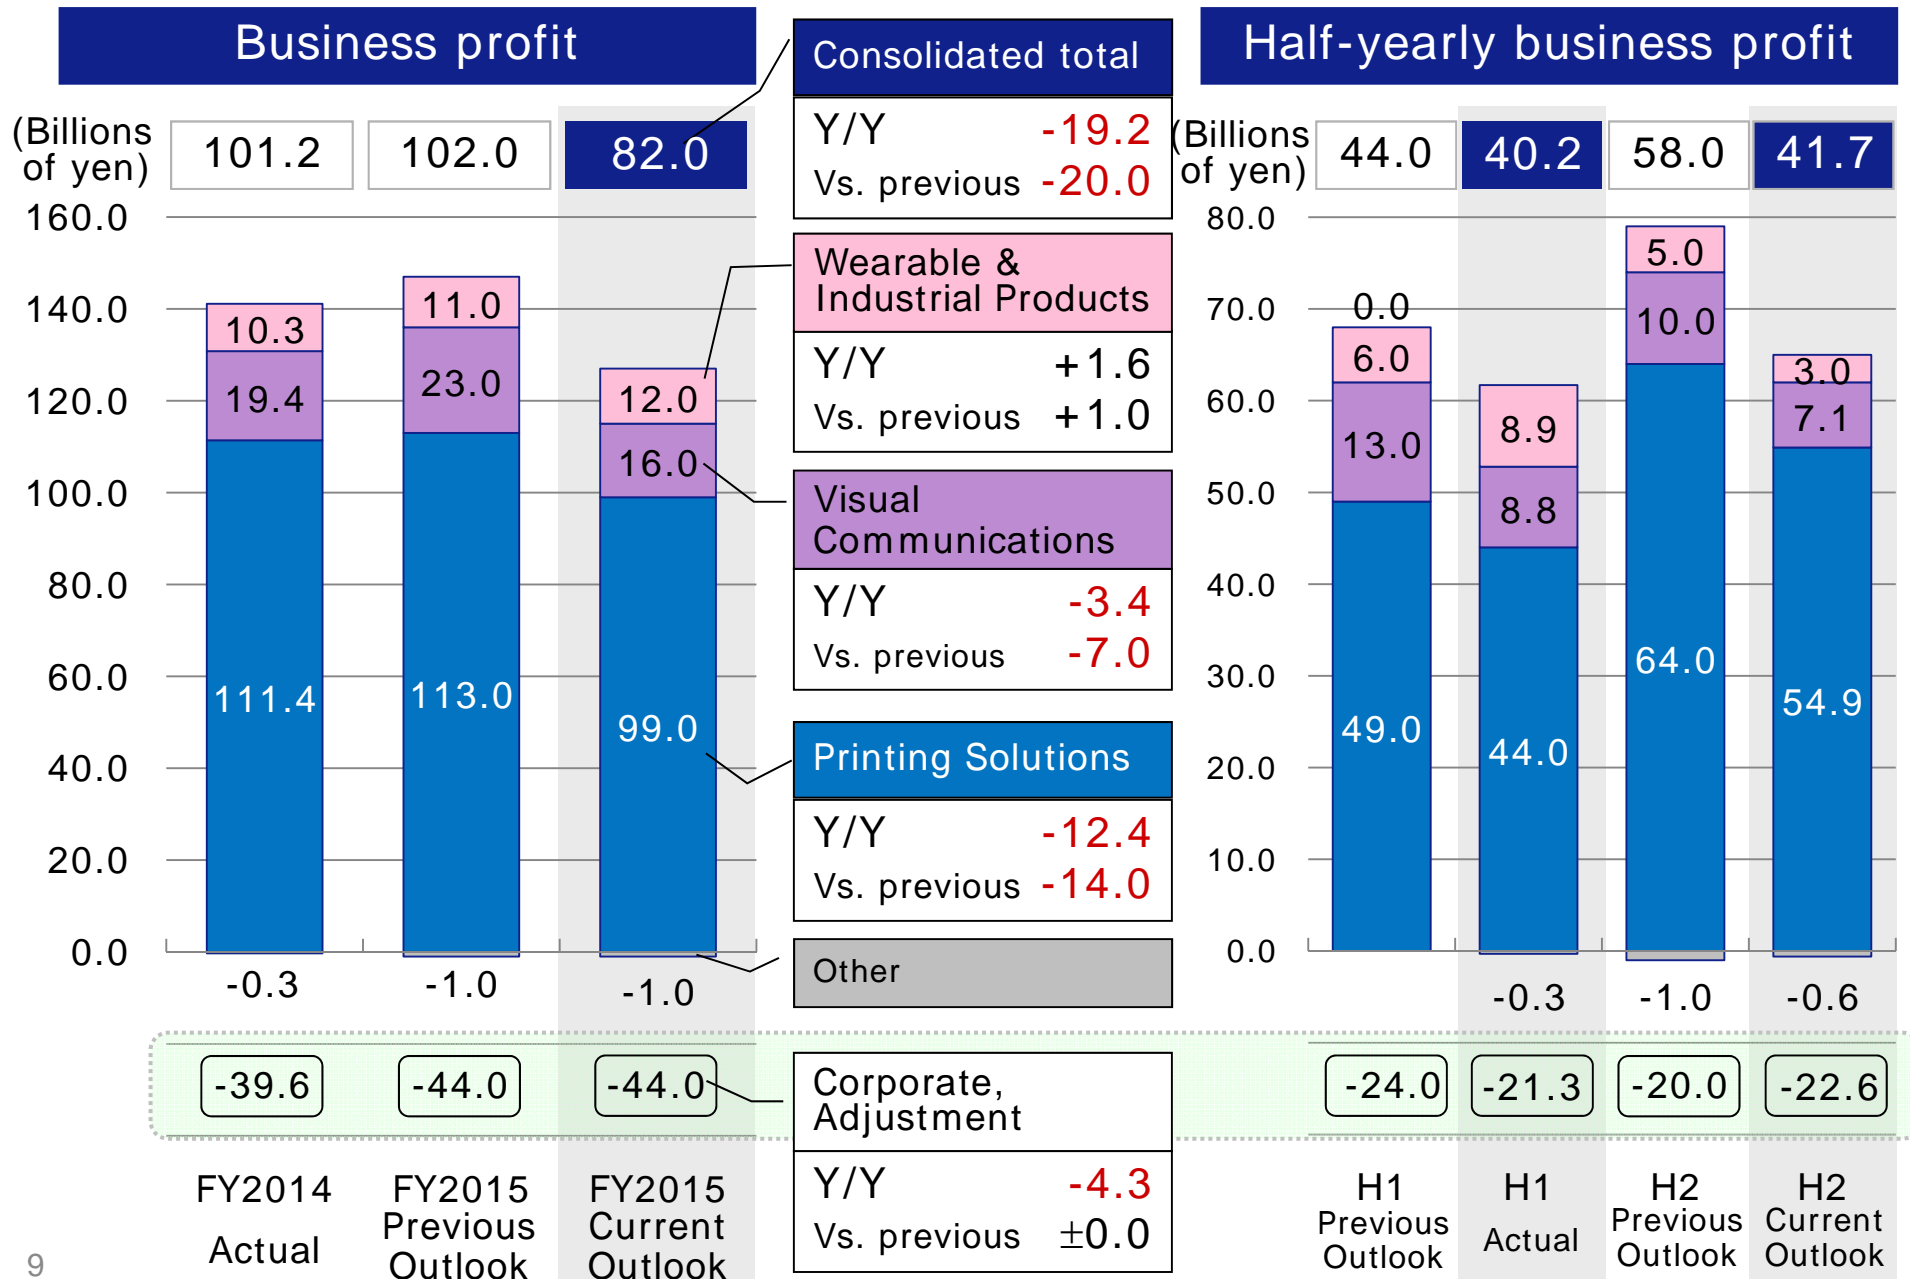 Business profit
(Billions
of yen)
101.2
102.0
82.0
160.0
140.0
120.0
100.0
80.0
60.0
40.0
20.0
0.0
10.3
19.4
111.4
-0.3
11.0
23.0
113.0
-1.0
12.0
16.0
99.0
-1.0
-39.6
-44.0
-44.0
FY2014
Actual
FY2015
Previous
Outlook
FY2015
Current
Outlook
Consolidated total
Y/Y -19.2
Vs. previous -20.0
Wearable &
Industrial Products
Y/Y +1.6
Vs. previous +1.0
Visual
Communications
Y/Y -3.4
Vs. previous -7.0
Printing Solutions
Y/Y -12.4
Vs. previous -14.0
Other
Corporate,
Adjustment
Y/Y -4.3
Vs. previous ±0.0
Half-yearly business profit
(Billions
of yen)
44.0
40.2
58.0
41.7
80.0
70.0
60.0
50.0
40.0
30.0
20.0
10.0
0.0
0.0
6.0
13.0
49.0
8.9
8.8
44.0
-0.3
5.0
10.0
64.0
-1.0
3.0
7.1
54.9
-0.6
-24.0
-21.3
-20.0
-22.6
H1
Previous
Outlook
H1
Actual
H2
Previous
Outlook
H2
Current
Outlook
9